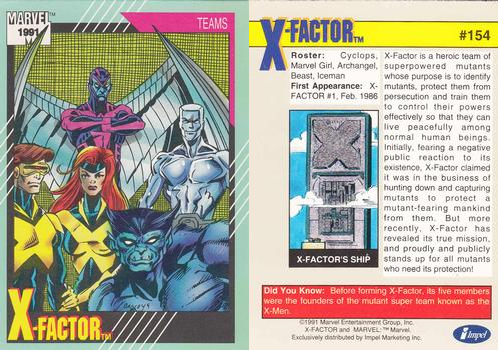 MARVEL
1991
TEAMS
X-FACTOR™
X-FACTOR™
#154
Roster: Cyclops,
Marvel Girl, Archangel,
Beast, Iceman
First Appearance: X-
FACTOR #1, Feb. 1986
X-FACTOR'S SHIP
X-Factor is a heroic team of
superpowered mutants
whose purpose is to identify
mutants, protect them from
persecution and train them
to control their powers
effectively so that they can
live peacefully among
normal human beings.
Initially, fearing a negative
public reaction to its
existence, X-Factor claimed
it was in the business of
hunting down and capturing
mutants to protect a
mutant-fearing mankind
from them. But more
recently, X-Factor has
revealed its true mission,
and proudly and publicly
stands up for all mutants
who need its protection!
Did You Know: Before forming X-Factor, its five members
were the founders of the mutant super team known as the
X-Men.
©1991 Marvel Entertainment Group, Inc.
X-FACTOR and MARVEL: ™ Marvel.
Exclusively distributed by Impel Marketing Inc.
Impel